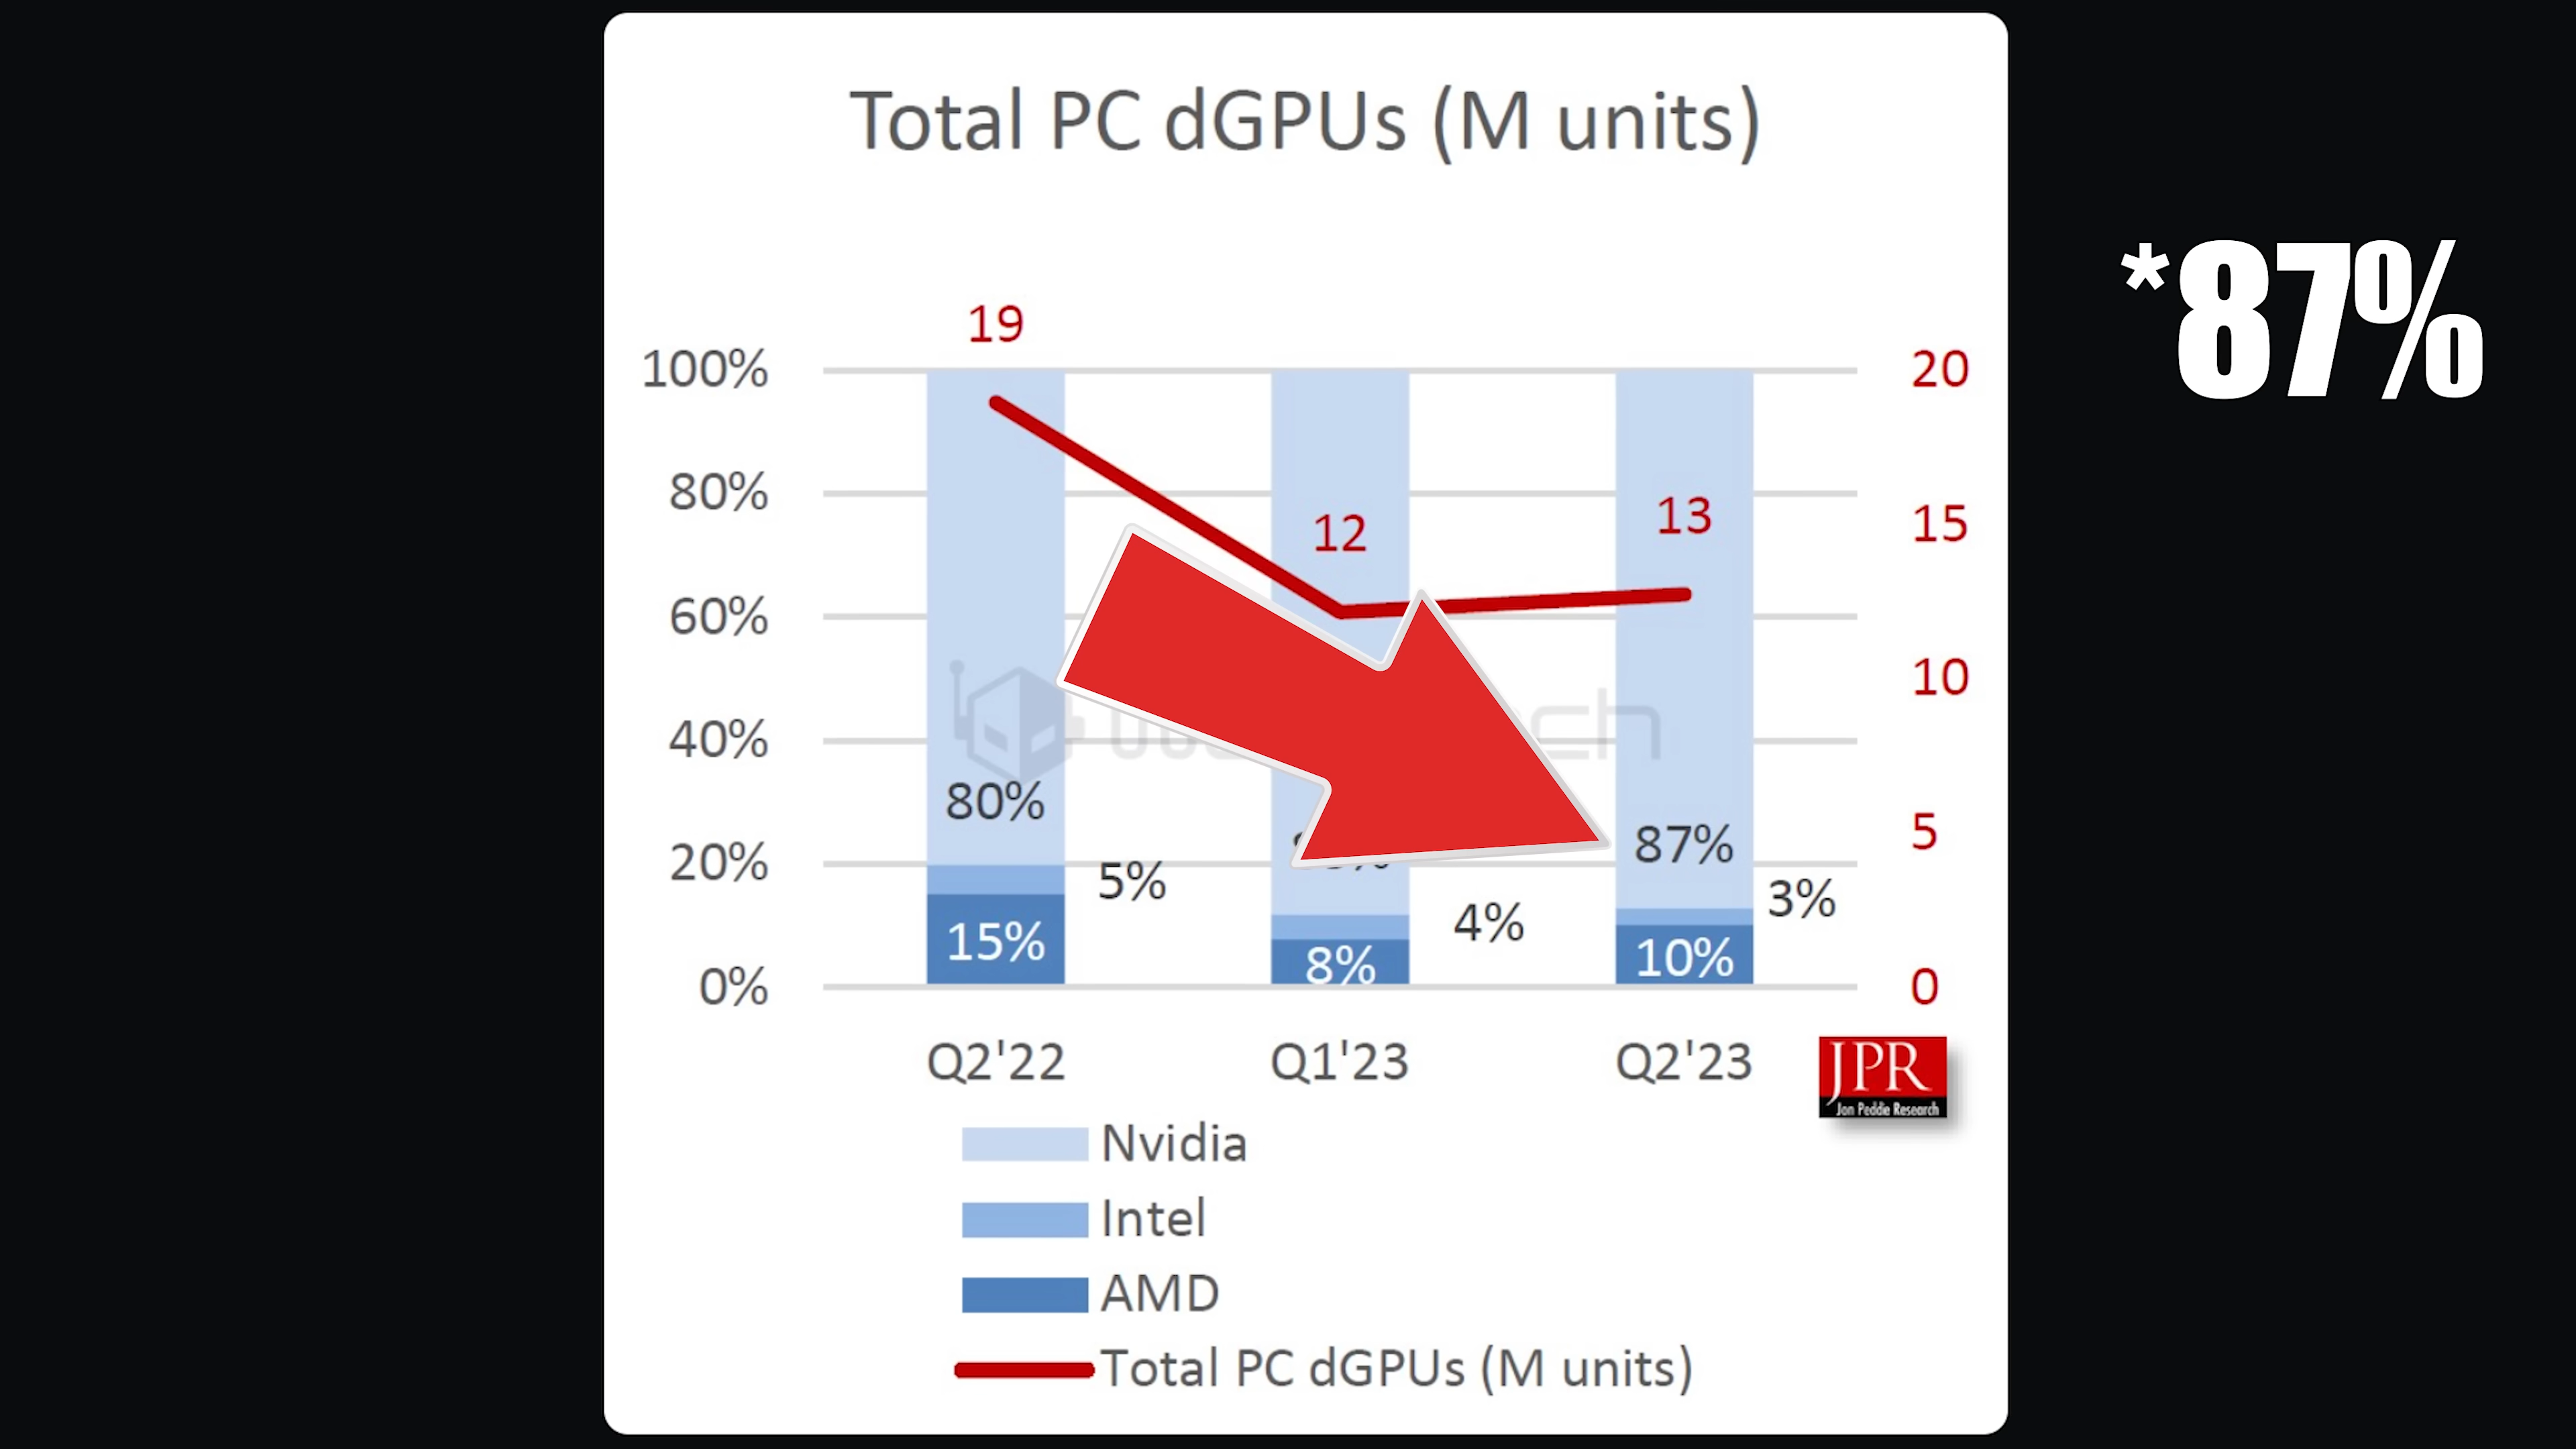 Total PC dGPUs (M units)
*87%
19
100%
20
80%
12
13
15
60%
10
40%
80%
87%
5
20%
5%
4%
3%
15%
8%
10%
0%
0
Q2'22
Q1'23
Q2'23
JPR
Jon Peddie Research
Nvidia
Intel
AMD
Total PC dGPUs (M units)